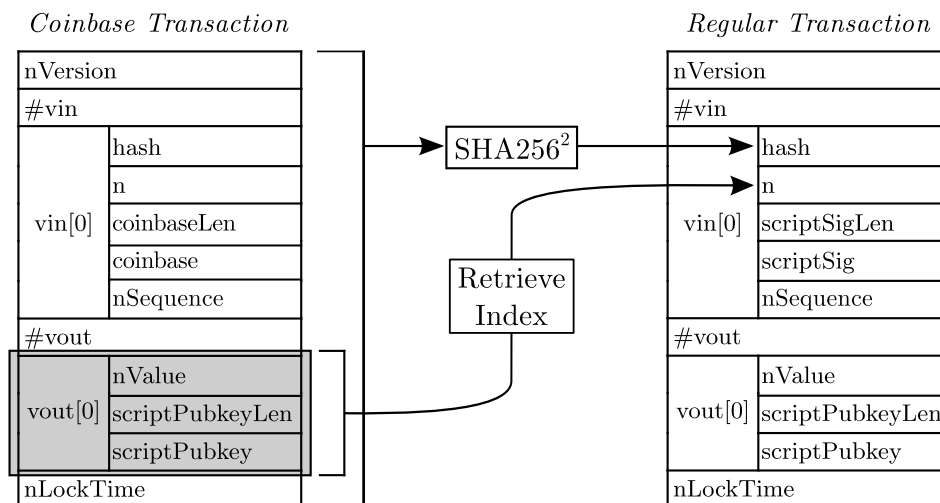 Coinbase Transaction
nVersion
#vin
vin[0]
hash
n
coinbaseLen
coinbase
nSequence
#vout
vout[0]
nValue
scriptPubkeyLen
scriptPubkey
nLockTime
SHA256²
Retrieve
Index
Regular Transaction
nVersion
#vin
vin[0]
hash
n
scriptSigLen
scriptSig
nSequence
#vout
vout[0]
nValue
scriptPubkeyLen
scriptPubkey
nLockTime